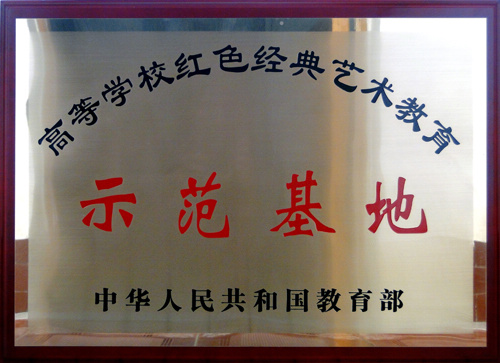 高等学校红色经典艺术教育
示范基地
中华人民共和国教育部